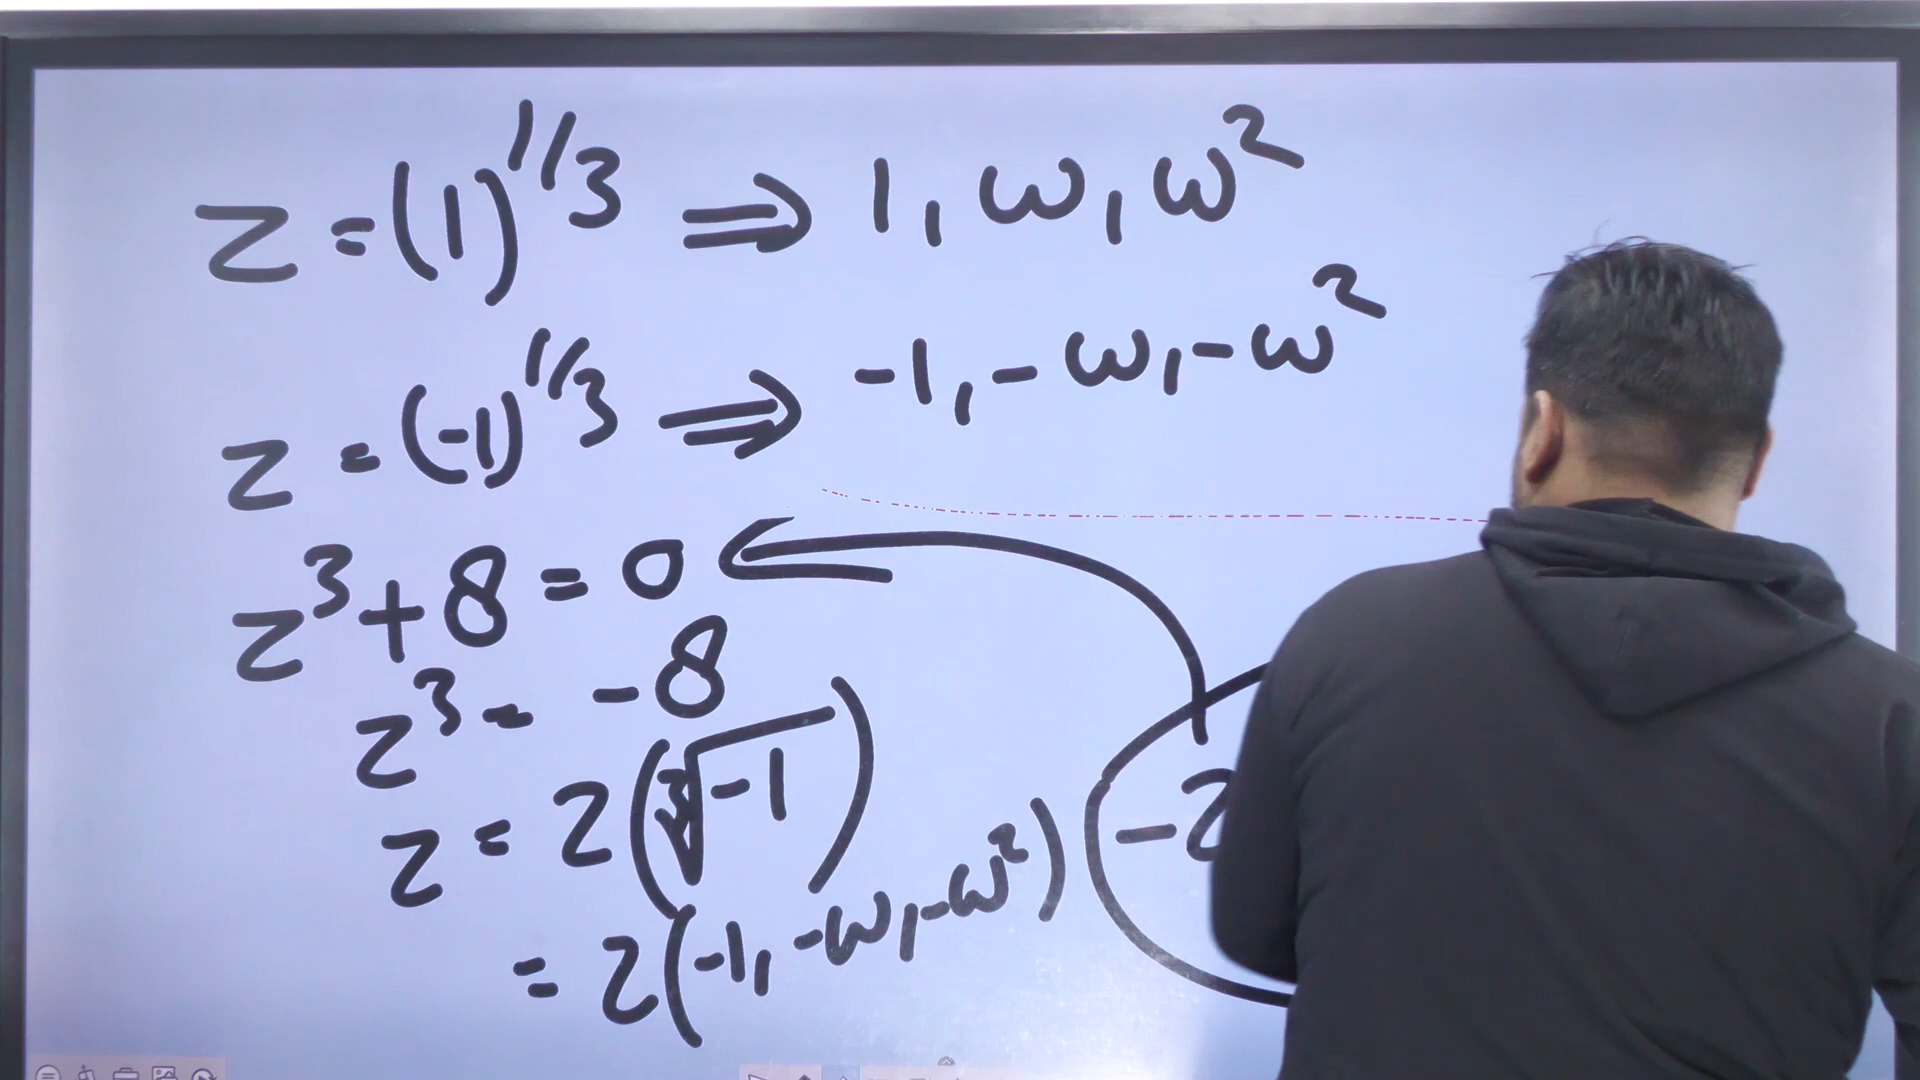 z = (1)^{1/3} ⇒ 1, ω, ω²
z = (-1)^{1/3} ⇒ -1, -ω, -ω²
z³ + 8 = 0
z³ = -8
z = 2(∛-1)
= 2(-1, -ω, -ω²)
-2